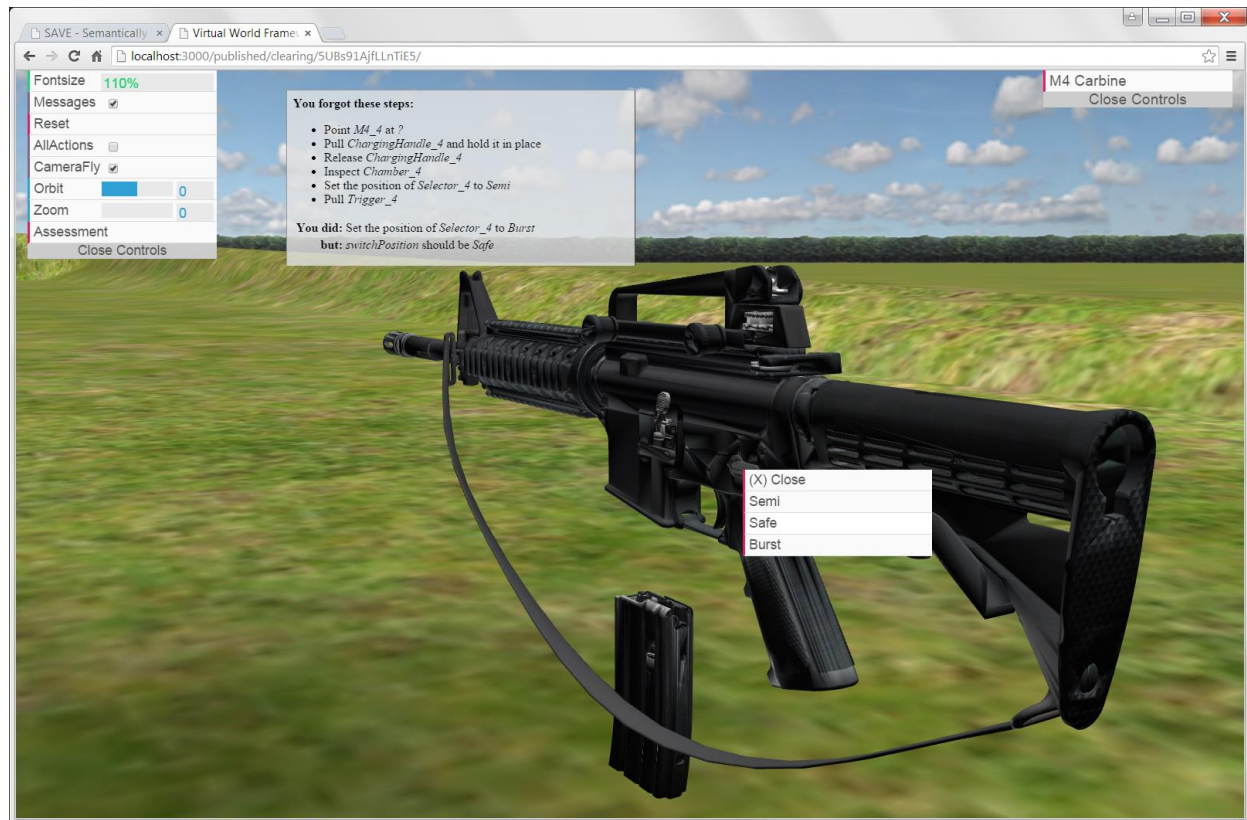 SAVE - Semantically
Virtual World Frame
localhost:3000/published/clearing/5UBs91AjfLLnTiE5/
Fontsize 110%
Messages
Reset
AllActions
CameraFly
Orbit 0
Zoom 0
Assessment
Close Controls
You forgot these steps:
• Point M4_4 at ?
• Pull ChargingHandle_4 and hold it in place
• Release ChargingHandle_4
• Inspect Chamber_4
• Set the position of Selector_4 to Semi
• Pull Trigger_4
You did: Set the position of Selector_4 to Burst
but: switchPosition should be Safe
M4 Carbine
Close Controls
(X) Close
Semi
Safe
Burst